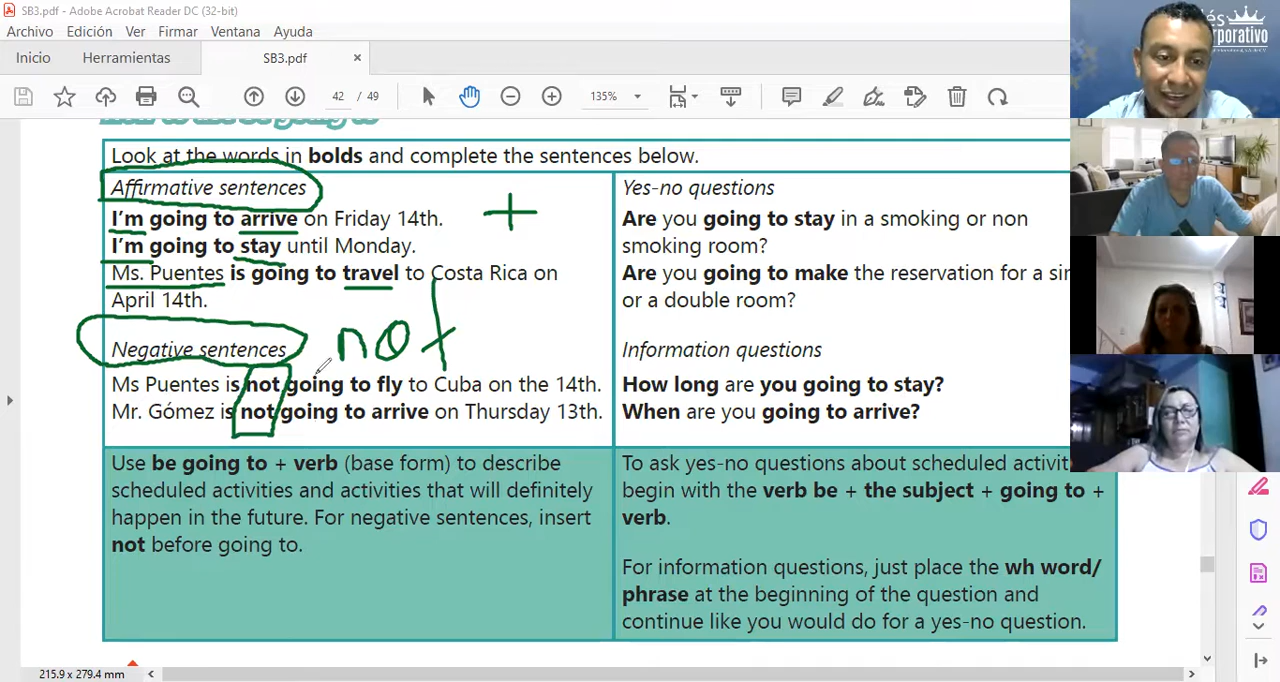 SB3.pdf - Adobe Acrobat Reader DC (32-bit)
Archivo Edición Ver Firmar Ventana Ayuda
Inicio Herramientas SB3.pdf ×
42 / 49 135%
Look at the words in bolds and complete the sentences below.
Affirmative sentences
I'm going to arrive on Friday 14th.
+
I'm going to stay until Monday.
Ms. Puentes is going to travel to Costa Rica on
April 14th.
not
Negative sentences
Ms Puentes is not going to fly to Cuba on the 14th.
Mr. Gómez is not going to arrive on Thursday 13th.
Yes-no questions
Are you going to stay in a smoking or non
smoking room?
Are you going to make the reservation for a
or a double room?
Information questions
How long are you going to stay?
When are you going to arrive?
Use be going to + verb (base form) to describe
scheduled activities and activities that will definitely
happen in the future. For negative sentences, insert
not before going to.
To ask yes-no questions about scheduled
begin with the verb be + the subject + going to +
verb.
For information questions, just place the wh word/
phrase at the beginning of the question and
continue like you would do for a yes-no question.
215.9 x 279.4 mm